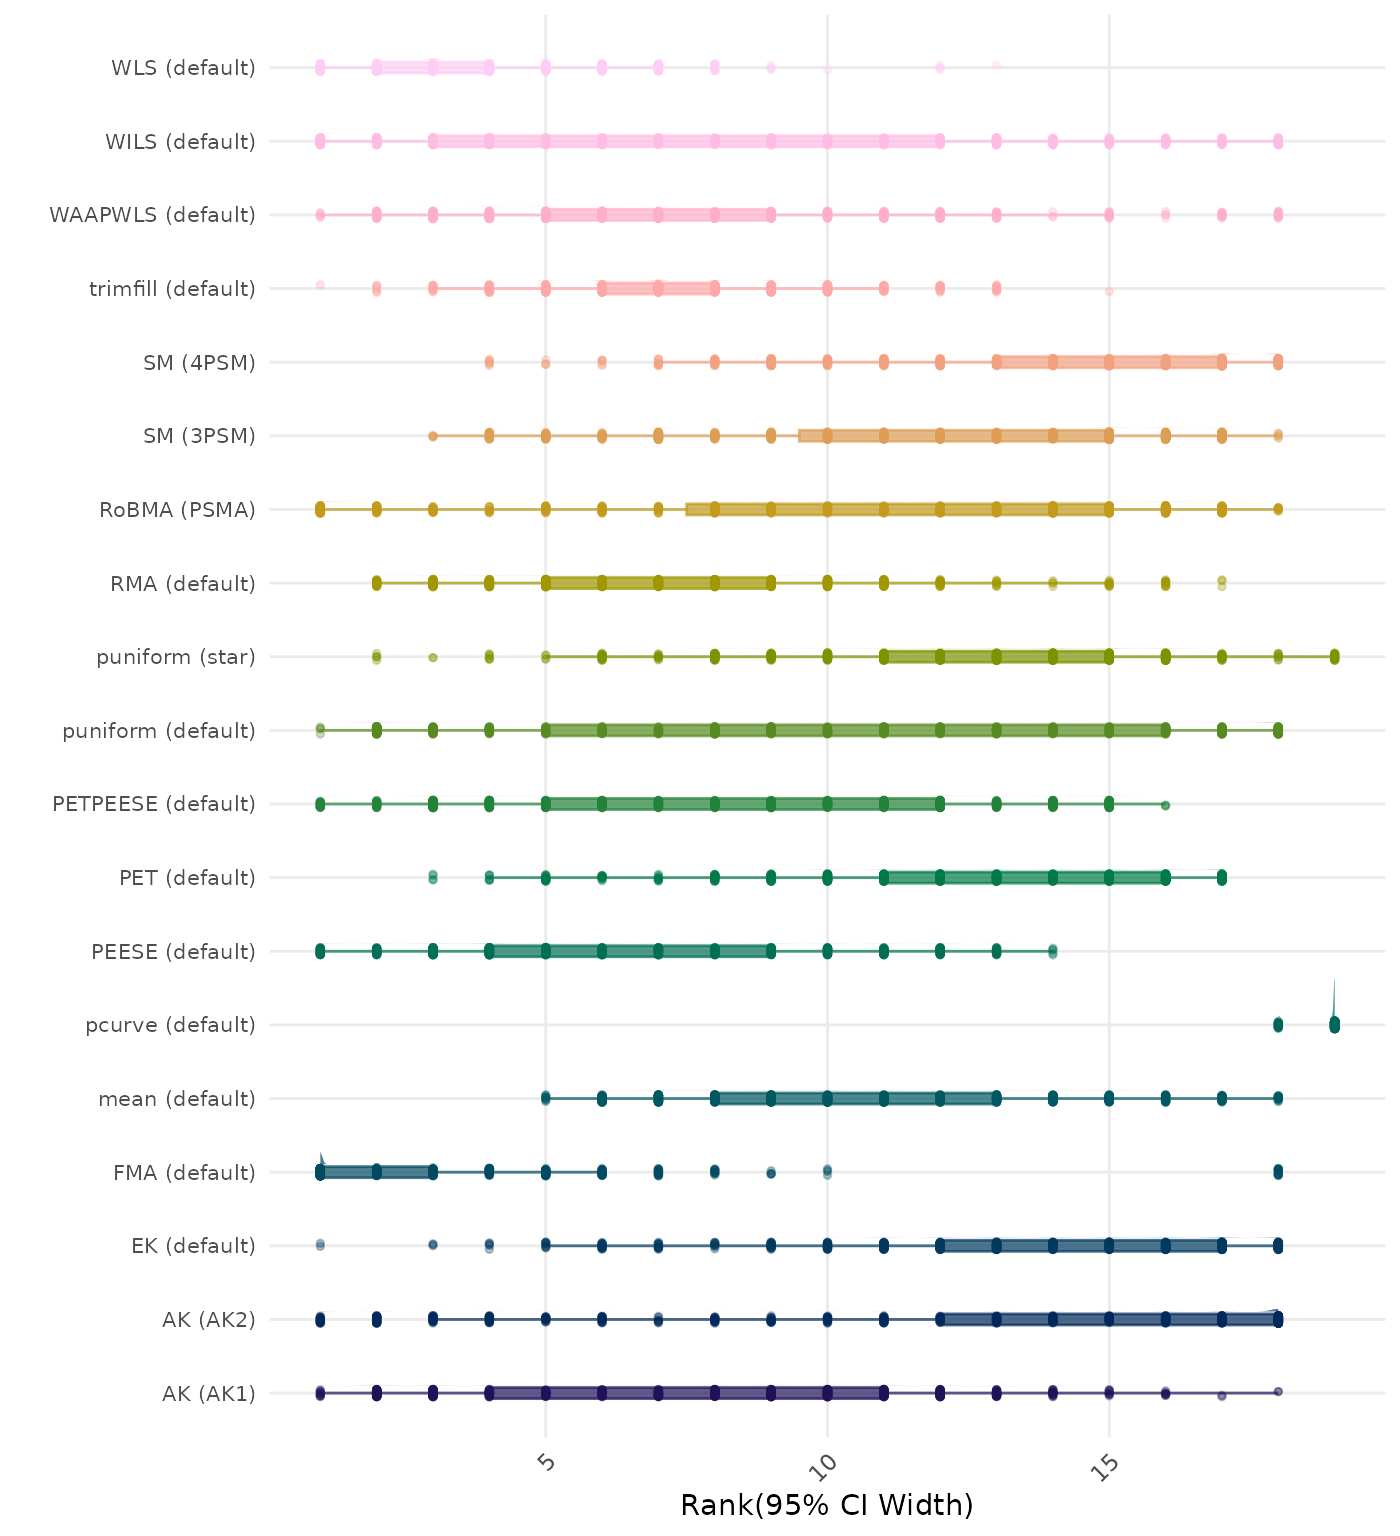 WLS (default)
WILS (default)
WAAPWLS (default)
trimfill (default)
SM (4PSM)
SM (3PSM)
RoBMA (PSMA)
RMA (default)
puniform (star)
puniform (default)
PETPEESE (default)
PET (default)
PEESE (default)
pcurve (default)
mean (default)
FMA (default)
EK (default)
AK (AK2)
AK (AK1)
5
10
15
Rank(95% CI Width)